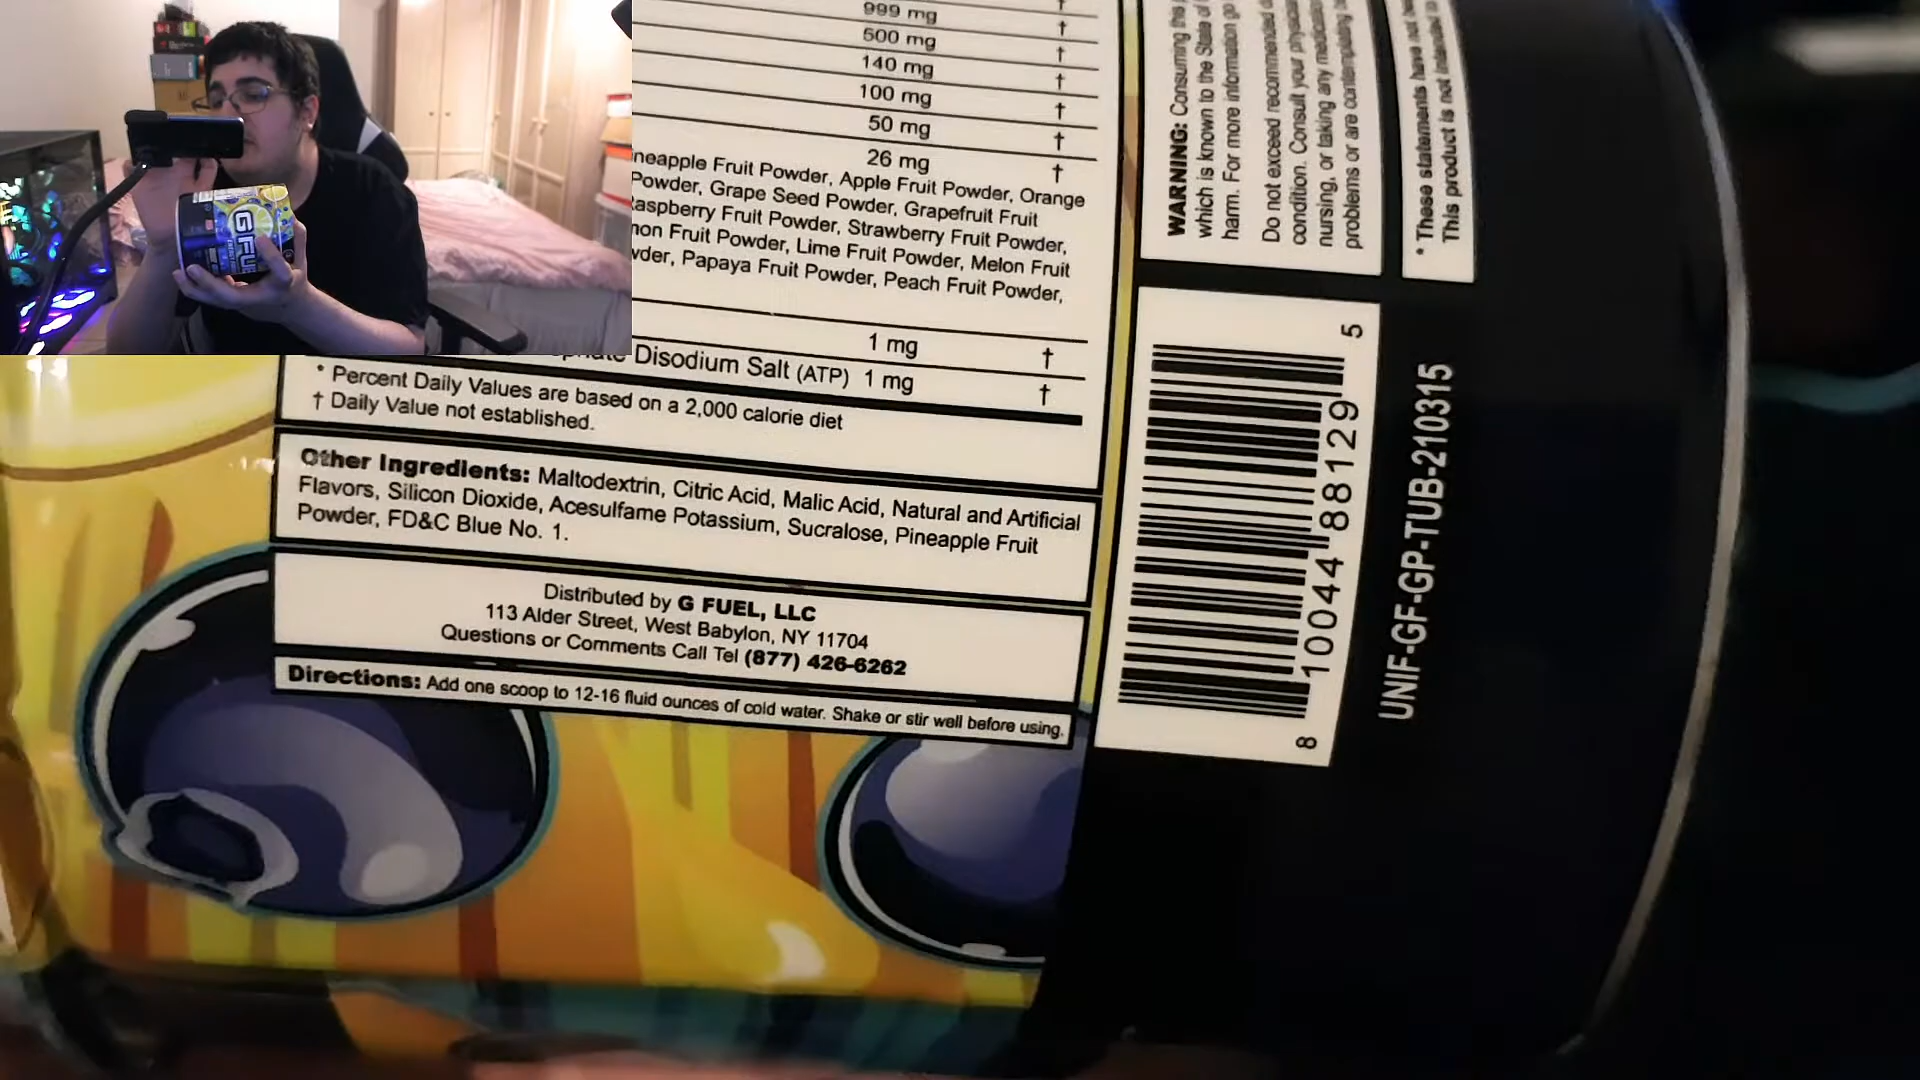 999 mg †
500 mg †
140 mg †
100 mg †
50 mg †
26 mg †
Fruit Powder, Apple Fruit Powder, Orange
Powder, Grape Seed Powder, Grapefruit Fruit
Fruit Powder, Strawberry Fruit Powder,
Fruit Powder, Lime Fruit Powder, Melon Fruit
Papaya Fruit Powder, Peach Fruit Powder,
1 mg †
Disodium Salt (ATP) 1 mg †
* Percent Daily Values are based on a 2,000 calorie diet
† Daily Value not established.
Other Ingredients: Maltodextrin, Citric Acid, Malic Acid, Natural and Artificial
Flavors, Silicon Dioxide, Acesulfame Potassium, Sucralose, Pineapple Fruit
Powder, FD&C Blue No. 1.
Distributed by G FUEL, LLC
113 Alder Street, West Babylon, NY 11704
Questions or Comments Call Tel (877) 426-6262
Directions: Add one scoop to 12-16 fluid ounces of cold water. Shake or stir well before using.
WARNING: Consuming this
which is known to the State of
harm. For more information go
Do not exceed recommended
condition. Consult your
nursing, or taking any
problems or are contemplating
* These statements have not
This product is not intended
8 10044 88129 5
UNIF-GF-GP-TUB-210315